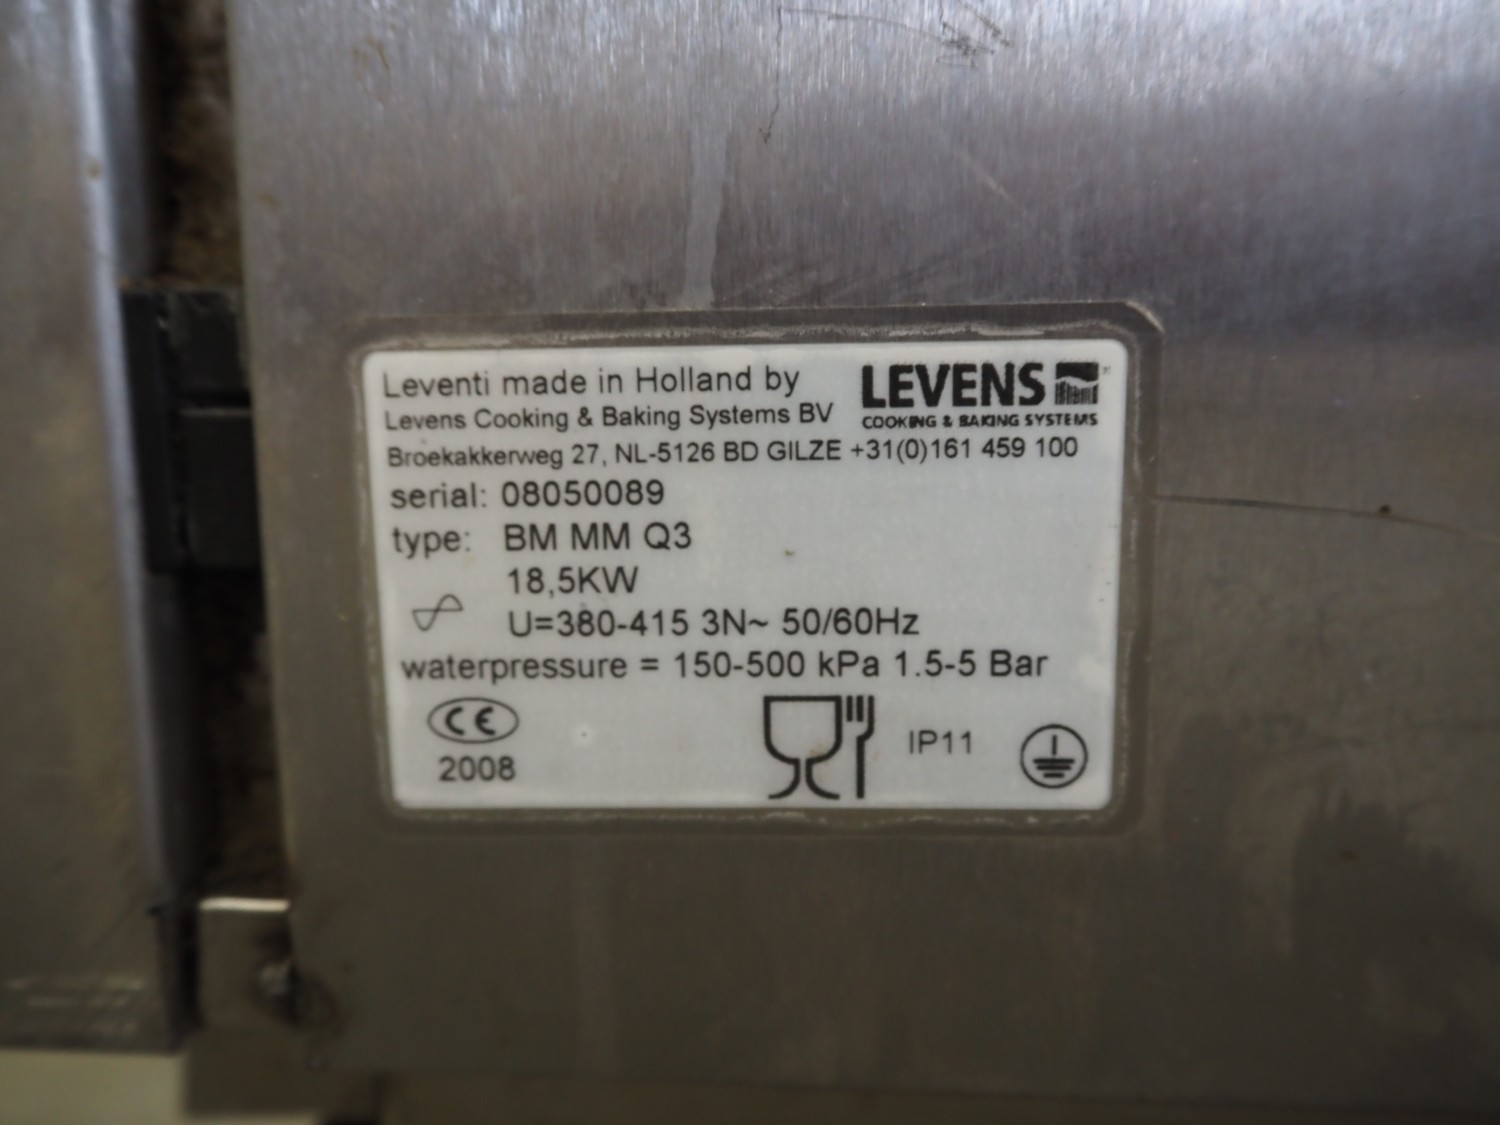 Leventi made in Holland by
LEVENS
Levens Cooking & Baking Systems BV
COOKING & BAKING SYSTEMS
Broekakkerweg 27, NL-5126 BD GILZE +31(0)161 459 100
serial: 08050089
type: BM MM Q3
18,5KW
U=380-415 3N~ 50/60Hz
waterpressure = 150-500 kPa 1.5-5 Bar
CE
2008
IP11